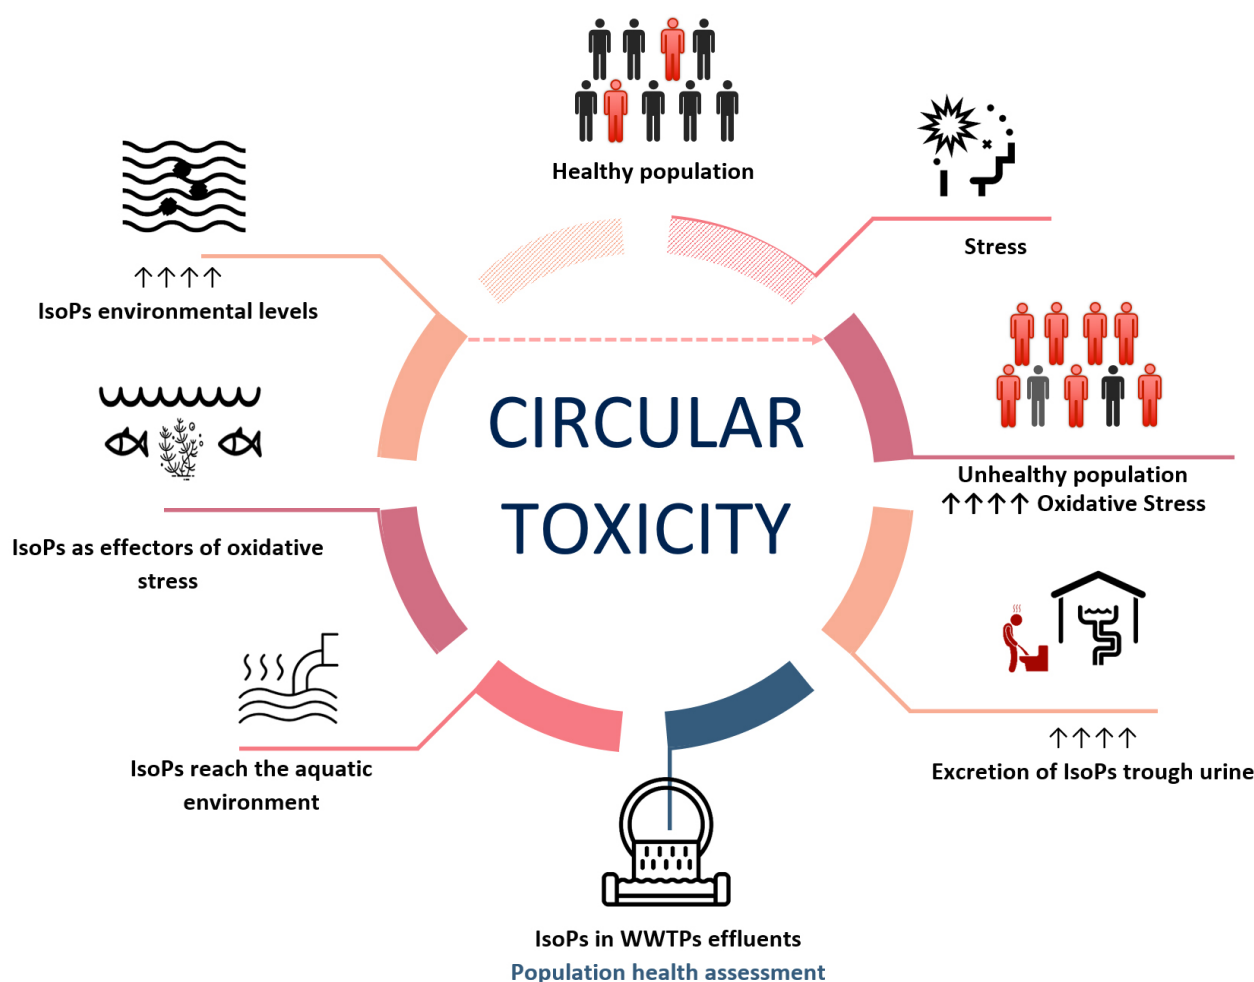 Healthy population
Stress
↑↑↑↑
IsoPs environmental levels
CIRCULAR
TOXICITY
Unhealthy population
↑↑↑↑ Oxidative Stress
IsoPs as effectors of oxidative
stress
↑↑↑↑
Excretion of IsoPs trough urine
IsoPs reach the aquatic
environment
IsoPs in WWTPs effluents
Population health assessment